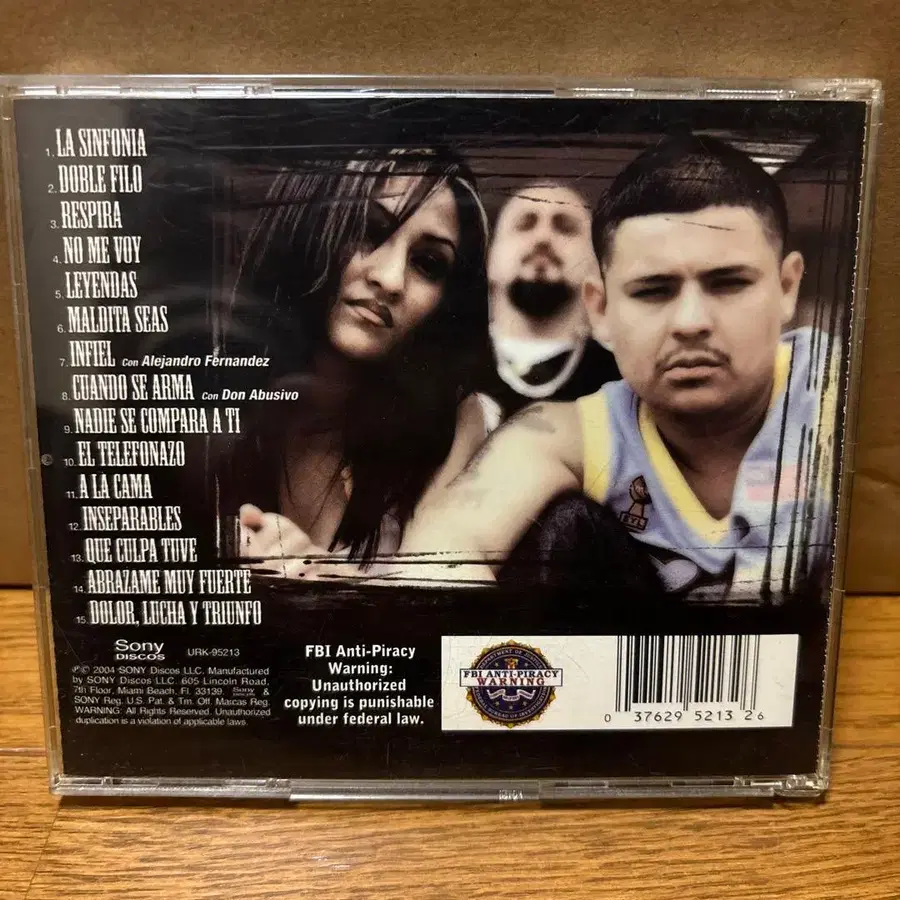 1. LA SINFONIA
2. DOBLE FILO
3. RESPIRA
4. NO ME VOY
5. LEYENDAS
6. MALDITA SEAS
7. INFIEL Con Alejandro Fernandez
8. CUANDO SE ARMA Con Don Abusivo
9. NADIE SE COMPARA A TI
10. EL TELEFONAZO
11. A LA CAMA
12. INSEPARABLES
13. QUE CULPA TUVE
14. ABRAZAME MUY FUERTE
15. DOLOR, LUCHA Y TRIUNFO
BYL
Sony
DISCOS
URK-95213
℗© 2004 SONY Discos LLC. Manufactured
by SONY Discos LLC. 605 Lincoln Road,
7th Floor, Miami Beach, Fl. 33139. Sony &
SONY Reg. U.S. Pat. & Tm. Off. Marcas Reg.
WARNING: All Rights Reserved. Unauthorized
duplication is a violation of applicable laws.
FBI Anti-Piracy
Warning:
Unauthorized
copying is punishable
under federal law.
DEPARTMENT OF JUSTICE
FBI ANTI-PIRACY
WARNING
0 37629 5213 2 6